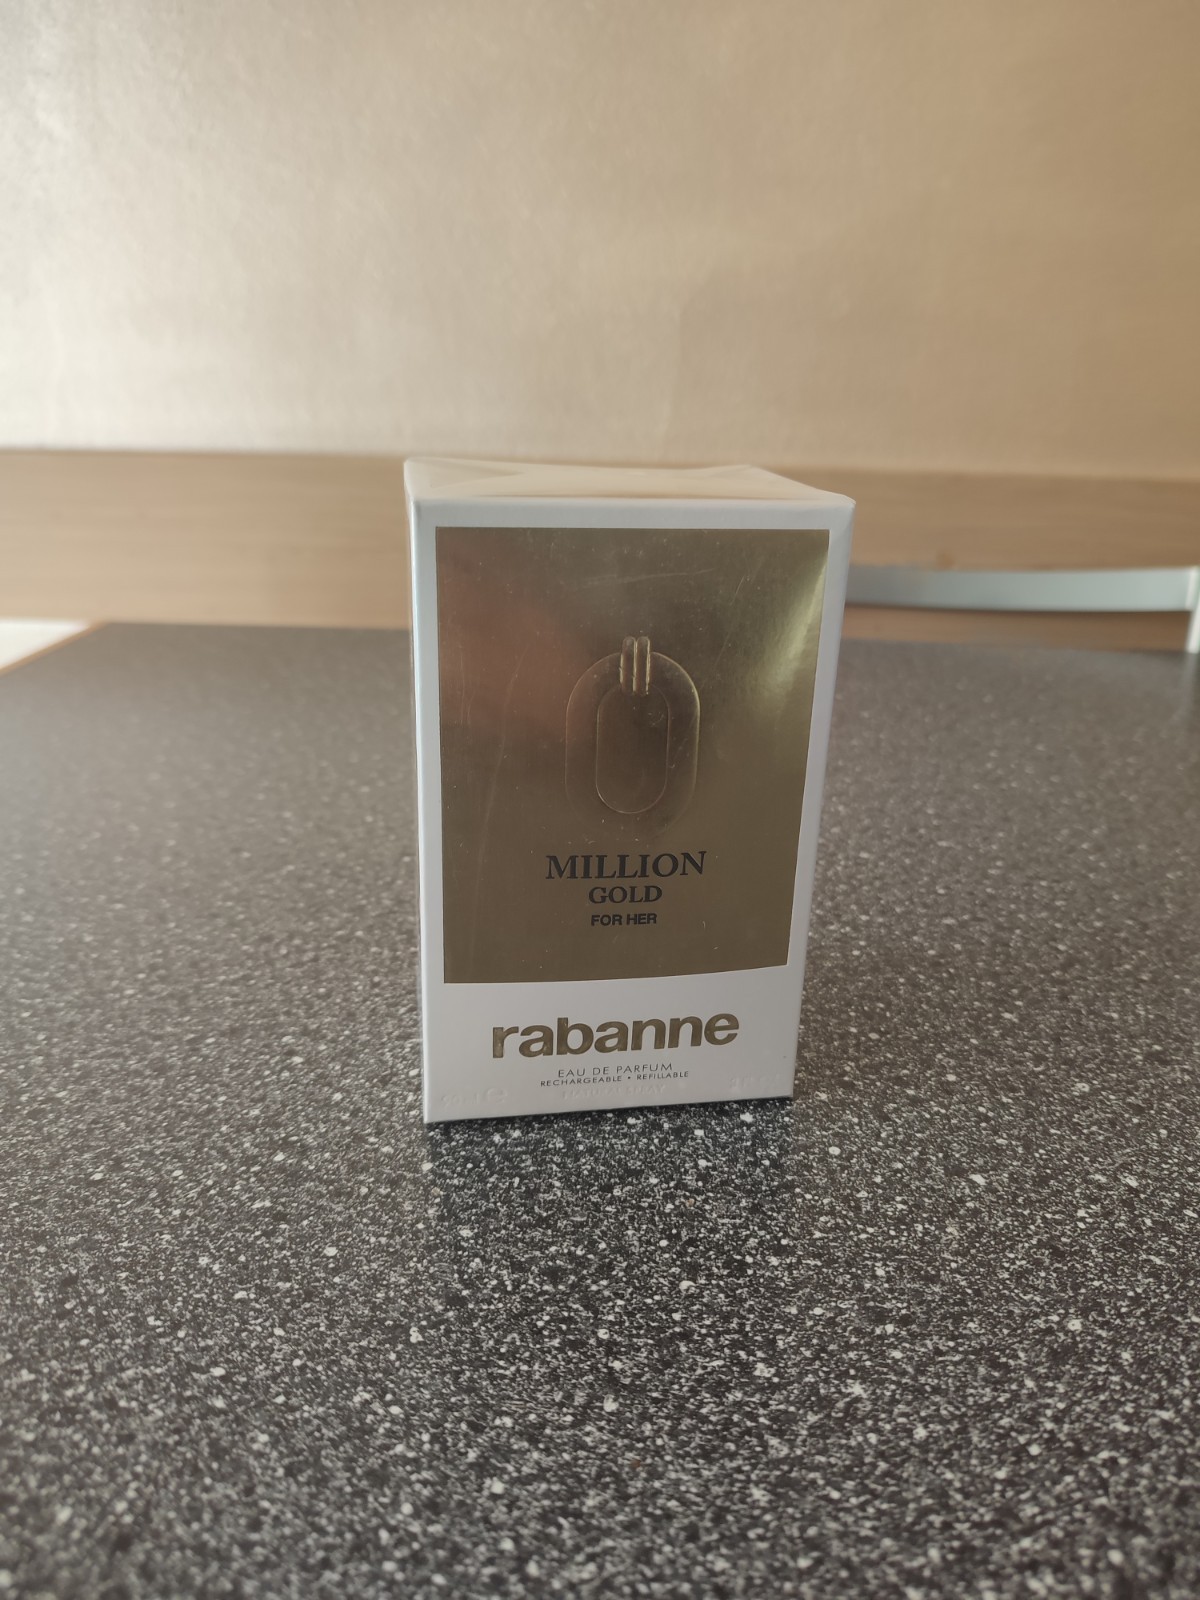 MILLION
GOLD
FOR HER
rabanne
EAU DE PARFUM
RECHARGEABLE • REFILLABLE